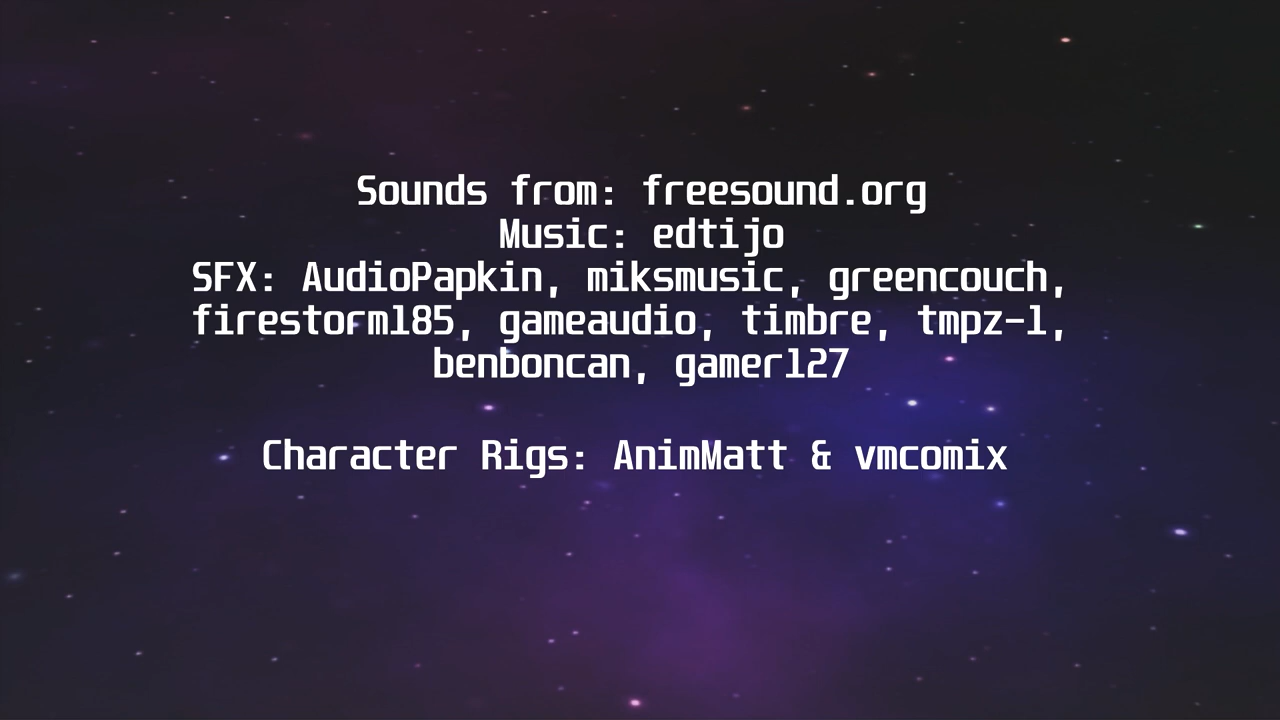 Sounds from: freesound.org
Music: edtijo
SFX: AudioPapkin, miksmusic, greencouch,
firestorm185, gameaudio, timbre, tmpz-1,
benboncan, gamer127
Character Rigs: AnimMatt & vmcomix